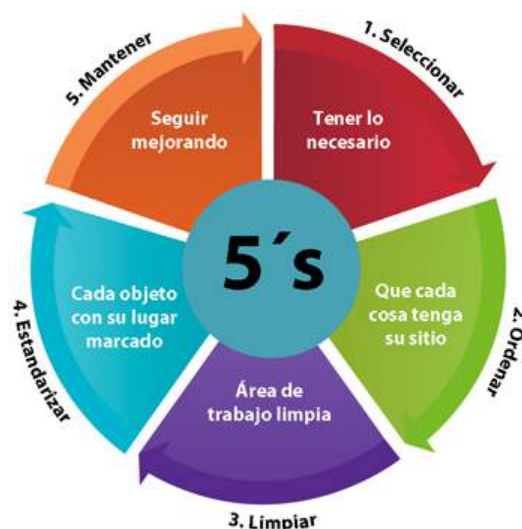 1. Seleccionar
Tener lo
necesario
2. Ordenar
Que cada
cosa tenga
su sitio
3. Limpiar
Área de
trabajo limpia
4. Estandarizar
Cada objeto
con su lugar
marcado
5. Mantener
Seguir
mejorando
5´s